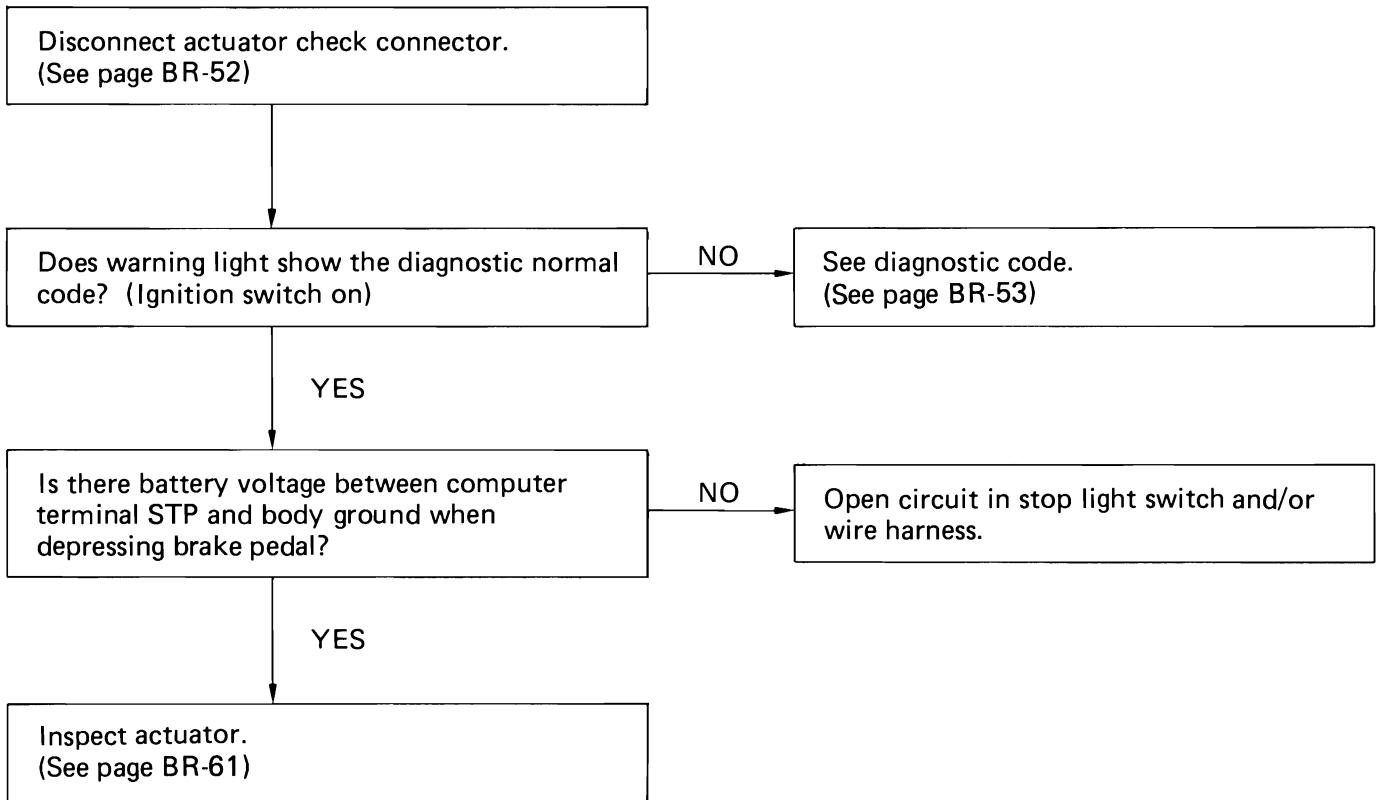 Disconnect actuator check connector.
(See page BR-52)
Does warning light show the diagnostic normal
code? (Ignition switch on)
NO
See diagnostic code.
(See page BR-53)
YES
Is there battery voltage between computer
terminal STP and body ground when
depressing brake pedal?
NO
Open circuit in stop light switch and/or
wire harness.
YES
Inspect actuator.
(See page BR-61)